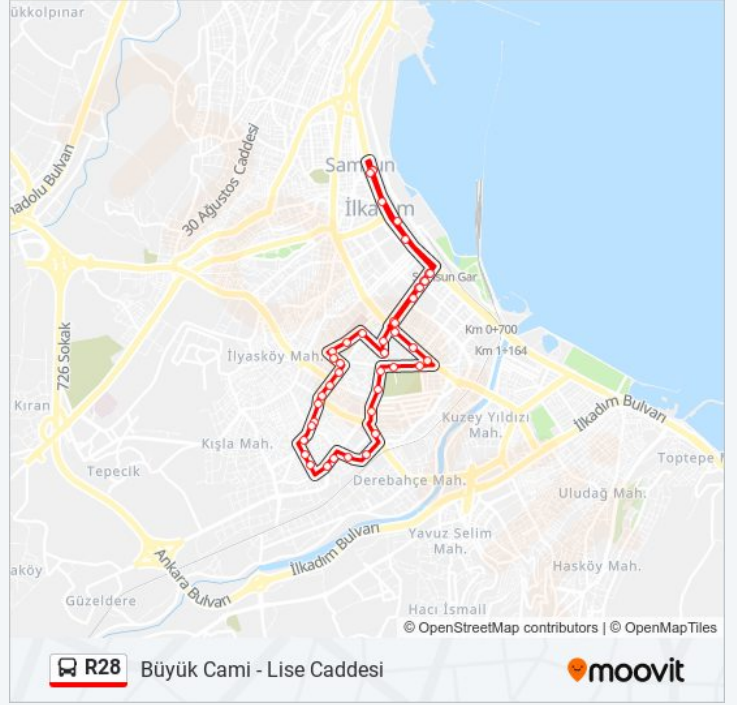 ükkolpınar
nadolu Bulvarı
30 Ağustos Caddesi
Samsun
İlkadım
Samsun Gar
Km 0+700
Km 1+164
726 Sokak
İlyasköy Mah.
Kıran
Kışla Mah.
Kuzey Yıldızı
Mah.
İlkadım Bulvarı
Toptepe M
Tepecik
Derebahçe Mah.
Uludağ Mah.
Yavuz Selim
Mah.
Hasköy Mah.
Ankara Bulvarı
İlkadım Bulvarı
aköy
Güzeldere
Hacı İsmail
© OpenStreetMap contributors | © OpenMapTiles
R28 Büyük Cami - Lise Caddesi
moovit